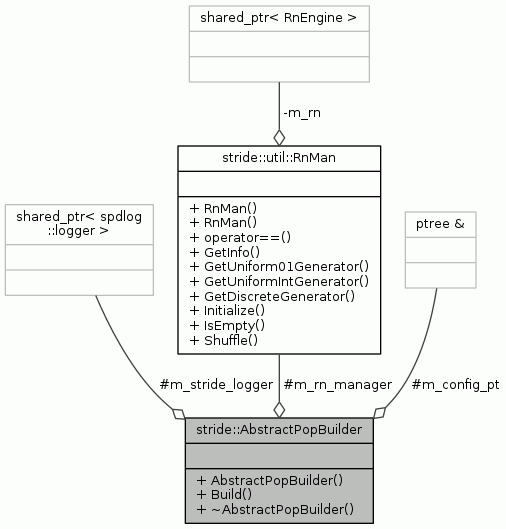 shared_ptr< RnEngine >
-m_rn
stride::util::RnMan
+ RnMan()
+ RnMan()
+ operator==()
+ GetInfo()
+ GetUniform01Generator()
+ GetUniformIntGenerator()
+ GetDiscreteGenerator()
+ Initialize()
+ IsEmpty()
+ Shuffle()
shared_ptr< spdlog
::logger >
ptree &
#m_stride_logger
#m_rn_manager
#m_config_pt
stride::AbstractPopBuilder
+ AbstractPopBuilder()
+ Build()
+ ~AbstractPopBuilder()